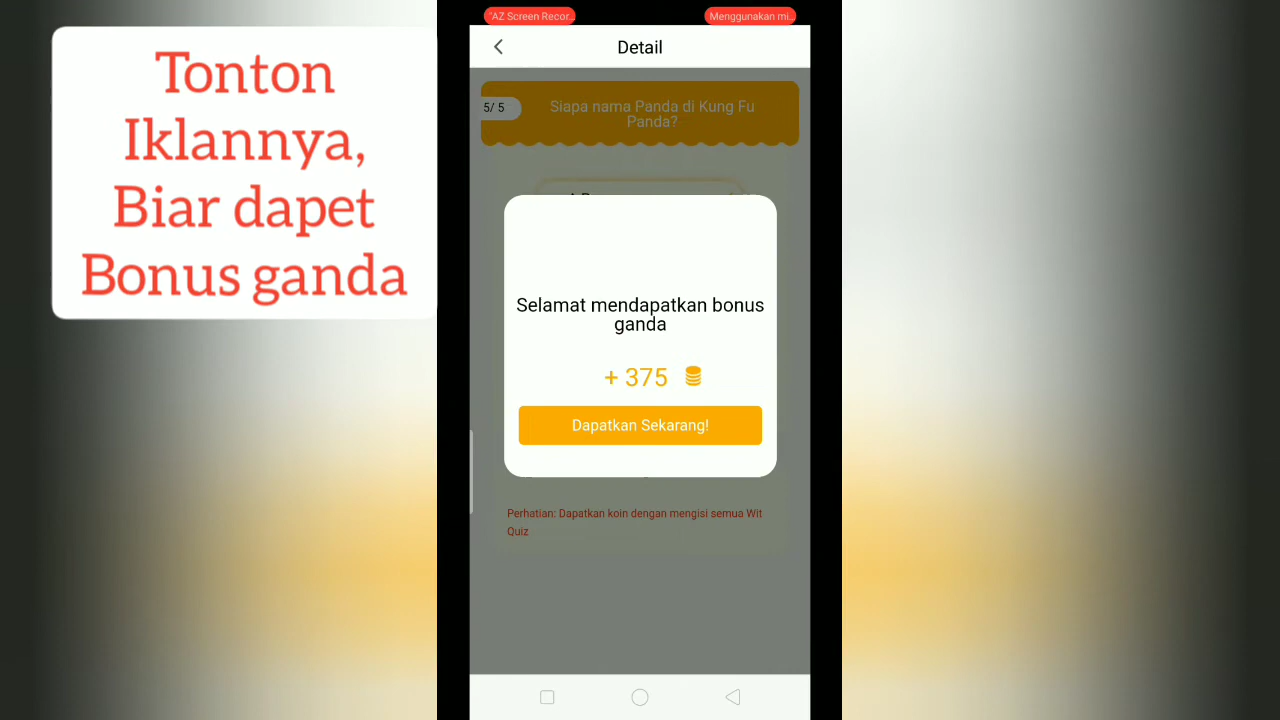 Tonton
Iklannya,
Biar dapet
Bonus ganda
AZ Screen Recor..
Menggunakan mi..
Detail
5/ 5
Siapa nama Panda di Kung Fu
Panda?
Selamat mendapatkan bonus
ganda
+ 375
Dapatkan Sekarang!
Perhatian: Dapatkan koin dengan mengisi semua Wit
Quiz